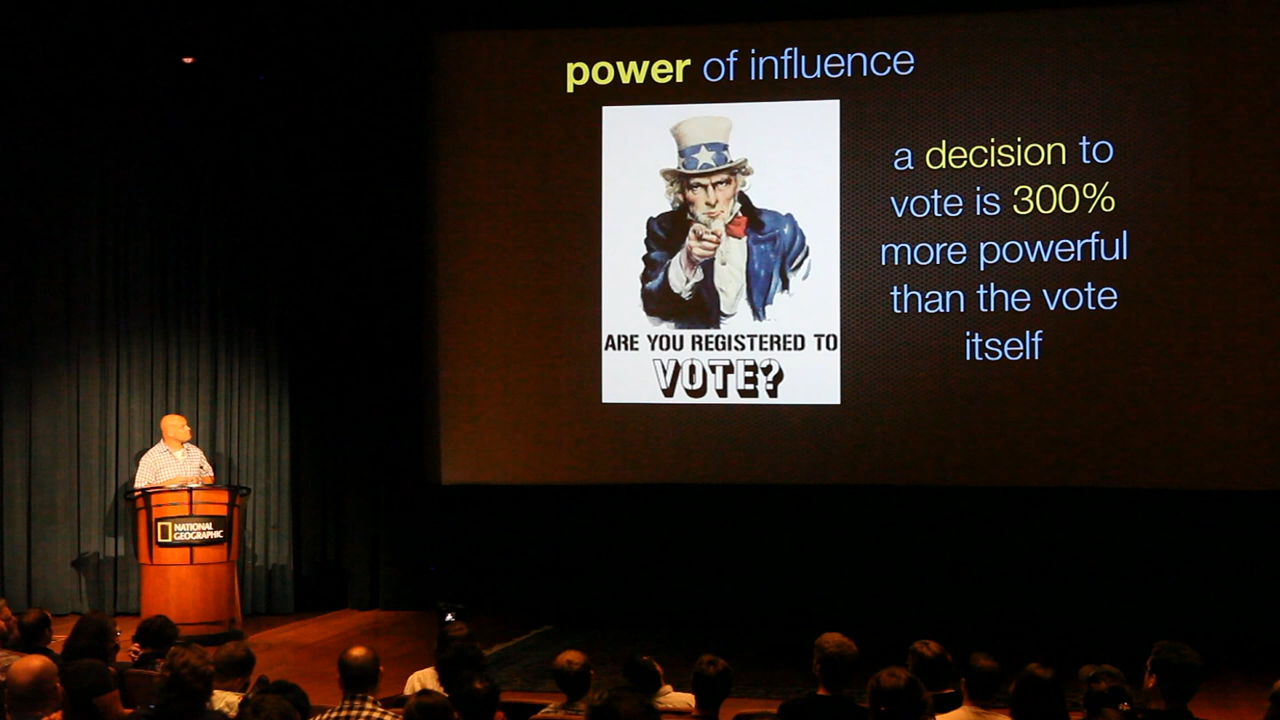 power of influence
a decision to
vote is 300%
more powerful
than the vote
itself
ARE YOU REGISTERED TO
VOTE?
NATIONAL
GEOGRAPHIC